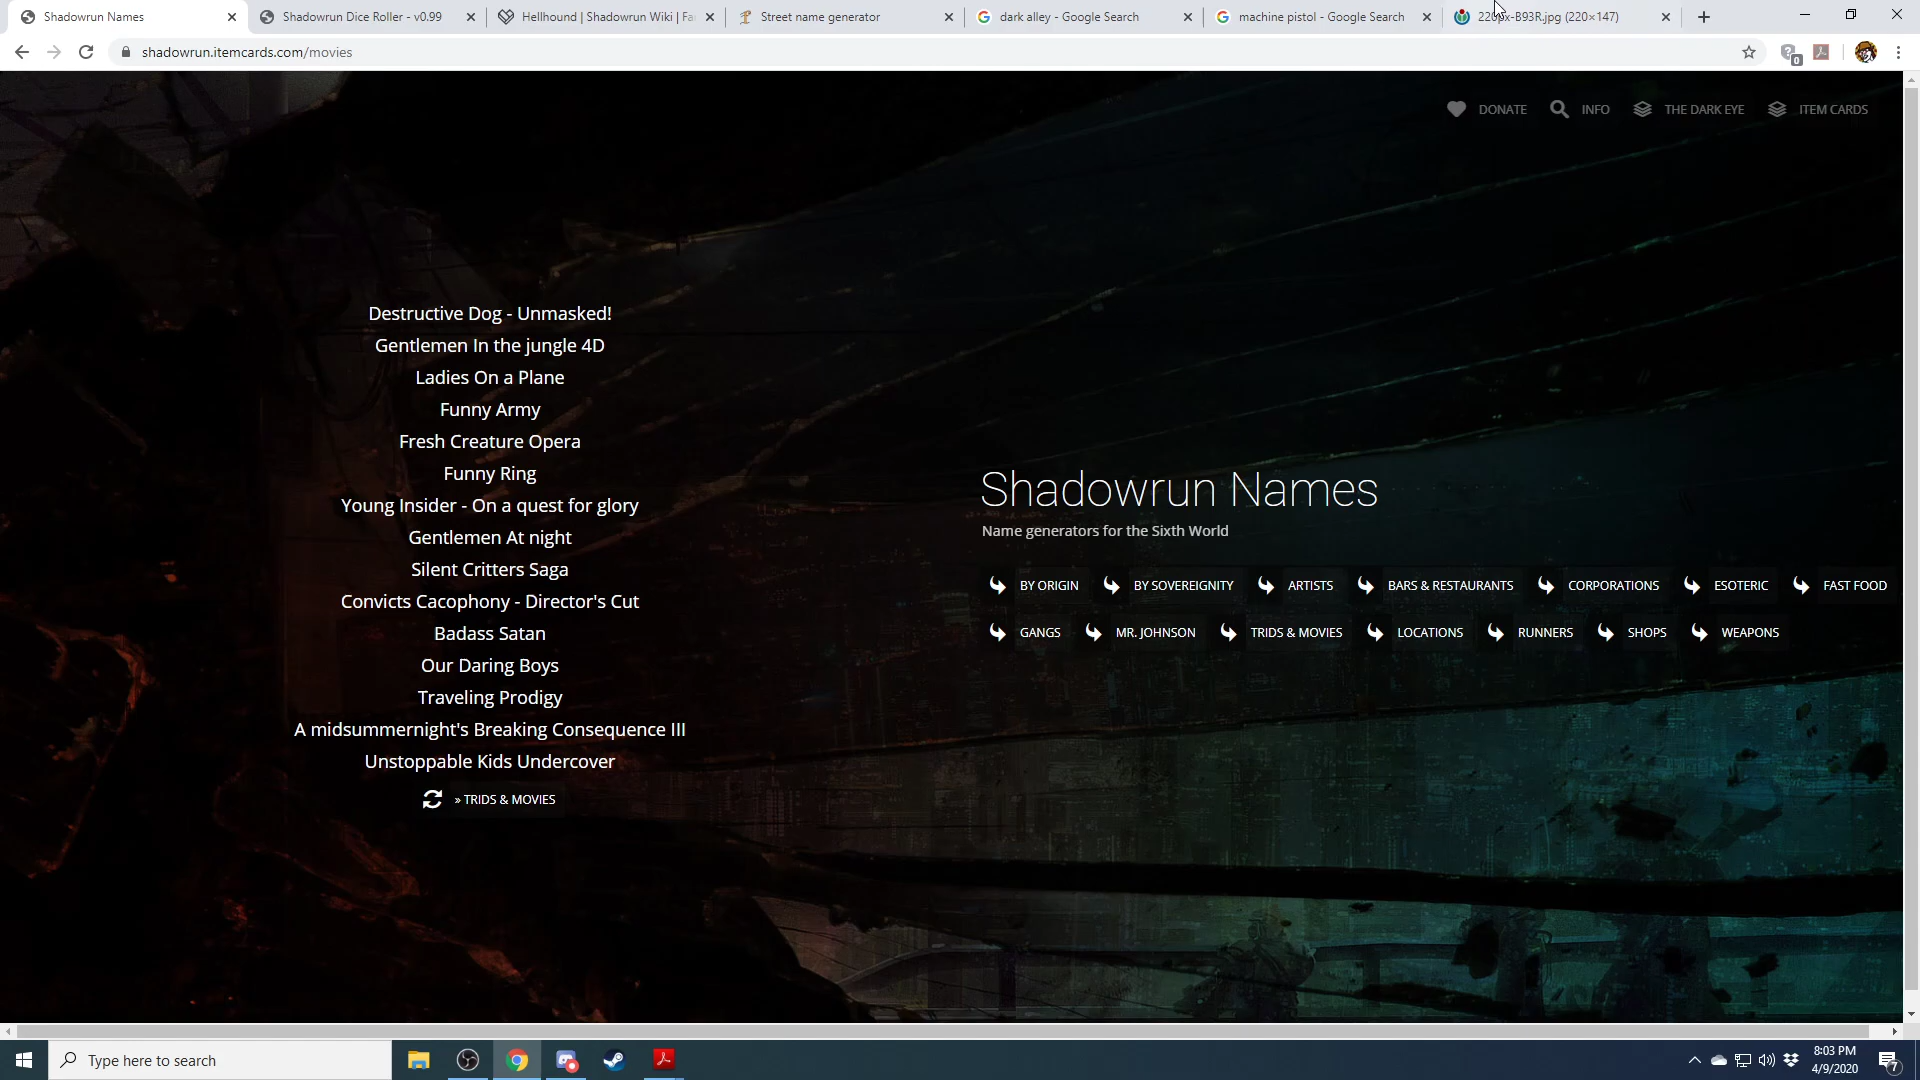 Shadowrun Names
Shadowrun Dice Roller - v0.99
Hellhound | Shadowrun Wiki | Fa
Street name generator
dark alley - Google Search
machine pistol - Google Search
220px-B93R.jpg (220×147)
shadowrun.itemcards.com/movies
0
DONATE
INFO
THE DARK EYE
ITEM CARDS
Destructive Dog - Unmasked!
Gentlemen In the jungle 4D
Ladies On a Plane
Funny Army
Fresh Creature Opera
Funny Ring
Young Insider - On a quest for glory
Gentlemen At night
Silent Critters Saga
Convicts Cacophony - Director's Cut
Badass Satan
Our Daring Boys
Traveling Prodigy
A midsummernight's Breaking Consequence III
Unstoppable Kids Undercover
» TRIDS & MOVIES
Shadowrun Names
Name generators for the Sixth World
BY ORIGIN BY SOVEREIGNITY ARTISTS BARS & RESTAURANTS CORPORATIONS ESOTERIC FAST FOOD
GANGS MR. JOHNSON TRIDS & MOVIES LOCATIONS RUNNERS SHOPS WEAPONS
Type here to search
8:03 PM
4/9/2020
7